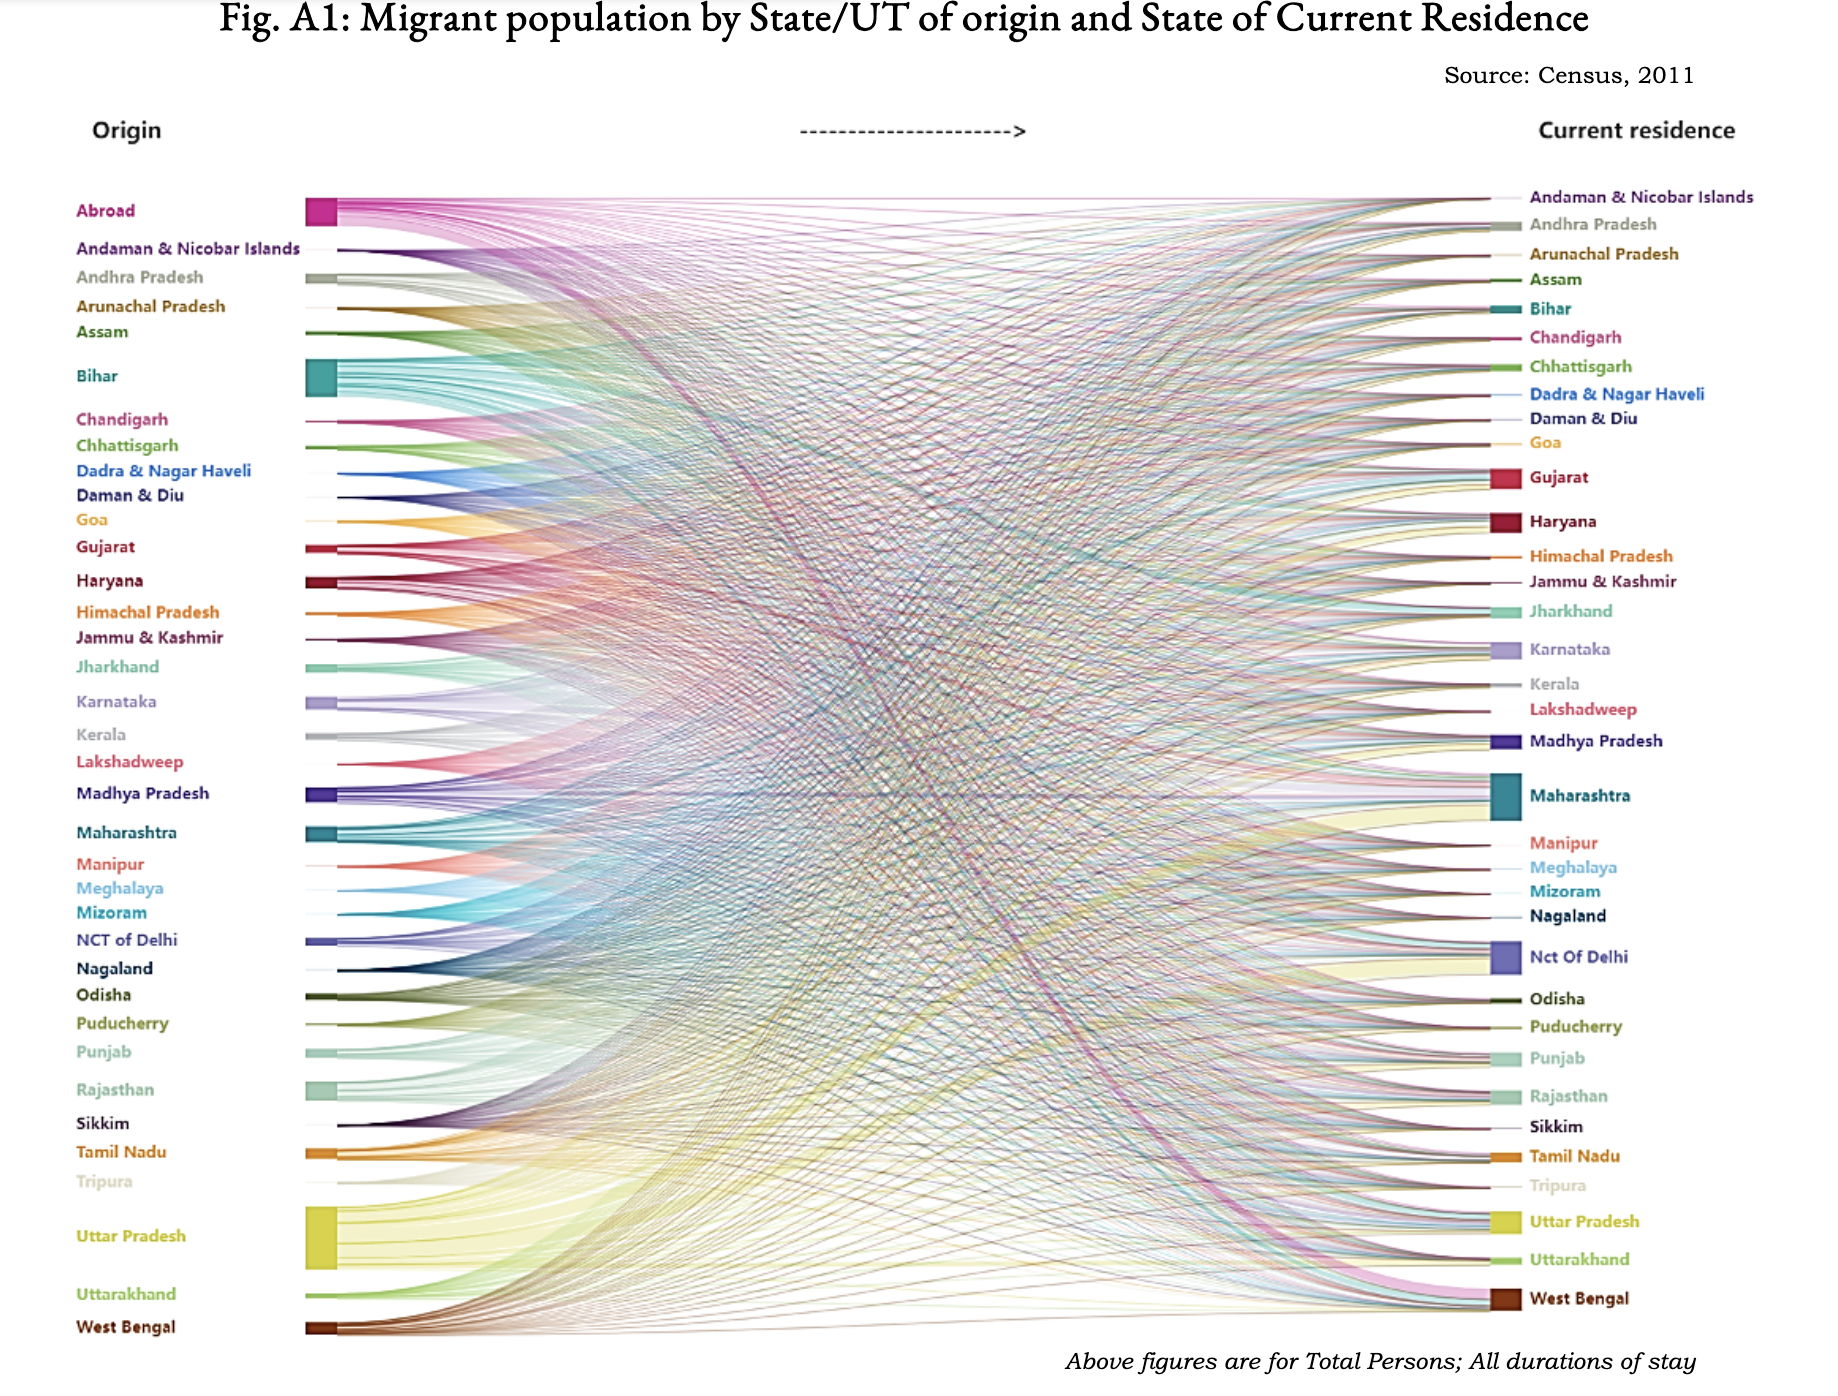 Fig. A1: Migrant population by State/UT of origin and State of Current Residence
Source: Census, 2011
Origin
---------------------->
Current residence
Abroad
Andaman & Nicobar Islands
Andhra Pradesh
Arunachal Pradesh
Assam
Bihar
Chandigarh
Chhattisgarh
Dadra & Nagar Haveli
Daman & Diu
Goa
Gujarat
Haryana
Himachal Pradesh
Jammu & Kashmir
Jharkhand
Karnataka
Kerala
Lakshadweep
Madhya Pradesh
Maharashtra
Manipur
Meghalaya
Mizoram
NCT of Delhi
Nagaland
Odisha
Puducherry
Punjab
Rajasthan
Sikkim
Tamil Nadu
Tripura
Uttar Pradesh
Uttarakhand
West Bengal
Andaman & Nicobar Islands
Andhra Pradesh
Arunachal Pradesh
Assam
Bihar
Chandigarh
Chhattisgarh
Dadra & Nagar Haveli
Daman & Diu
Goa
Gujarat
Haryana
Himachal Pradesh
Jammu & Kashmir
Jharkhand
Karnataka
Kerala
Lakshadweep
Madhya Pradesh
Maharashtra
Manipur
Meghalaya
Mizoram
Nagaland
Nct Of Delhi
Odisha
Puducherry
Punjab
Rajasthan
Sikkim
Tamil Nadu
Tripura
Uttar Pradesh
Uttarakhand
West Bengal
Above figures are for Total Persons; All durations of stay